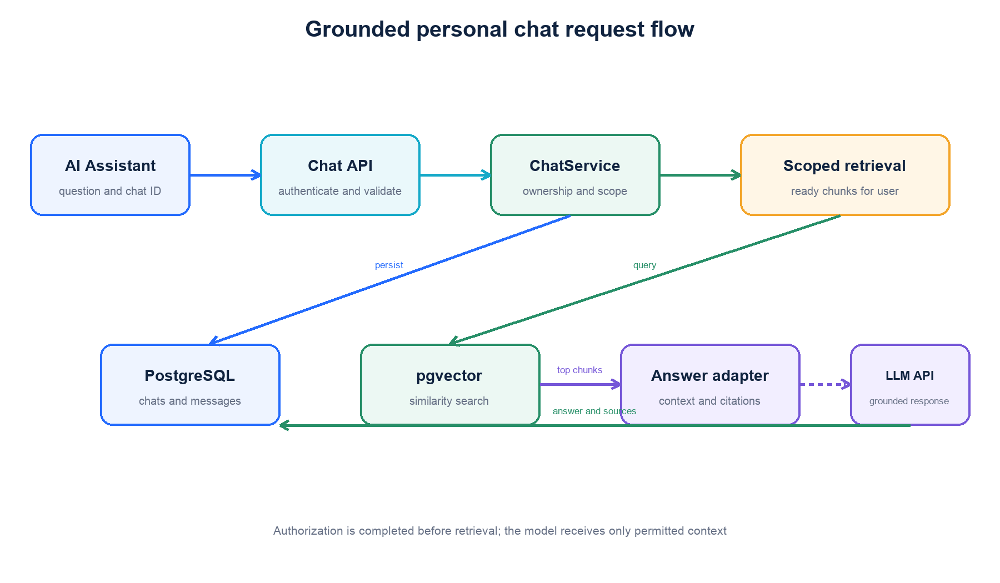 Grounded personal chat request flow
AI Assistant
question and chat ID
Chat API
authenticate and validate
ChatService
ownership and scope
Scoped retrieval
ready chunks for user
persist
query
PostgreSQL
chats and messages
pgvector
similarity search
top chunks
answer and sources
Answer adapter
context and citations
LLM API
grounded response
Authorization is completed before retrieval; the model receives only permitted context